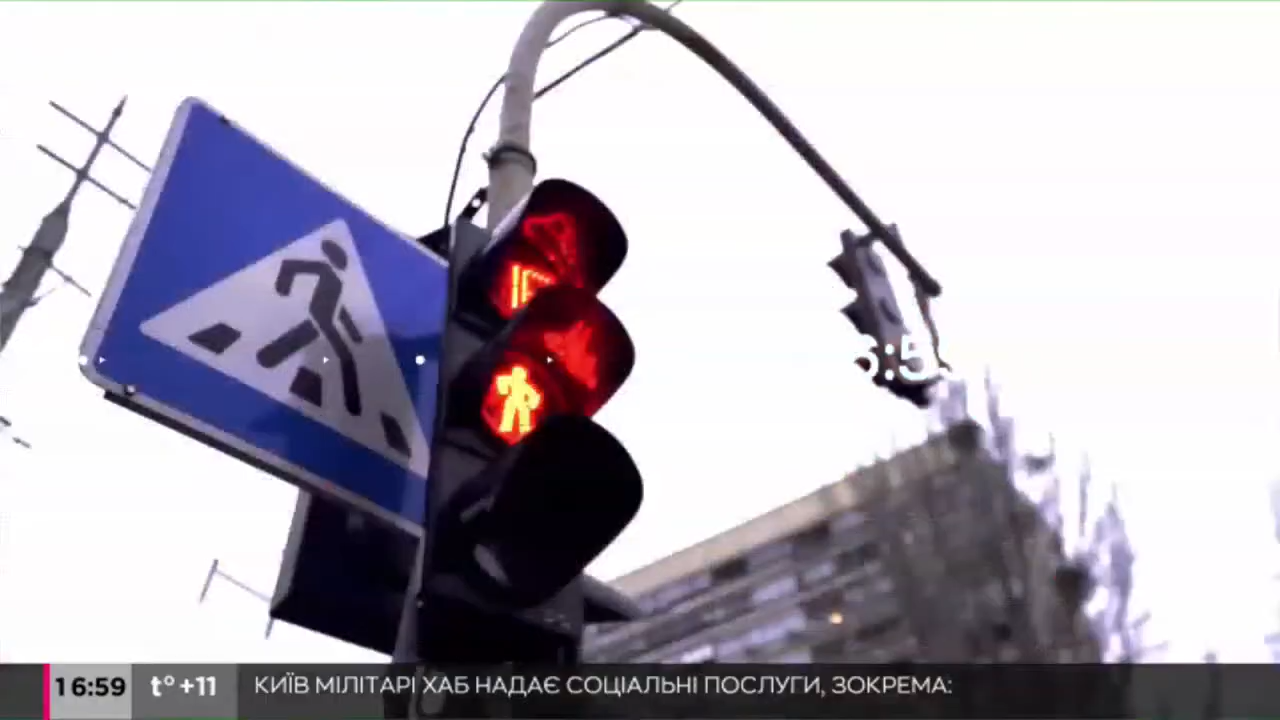 16:59
t° +11
КИЇВ МІЛІТАРІ ХАБ НАДАЄ СОЦІАЛЬНІ ПОСЛУГИ, ЗОКРЕМА: